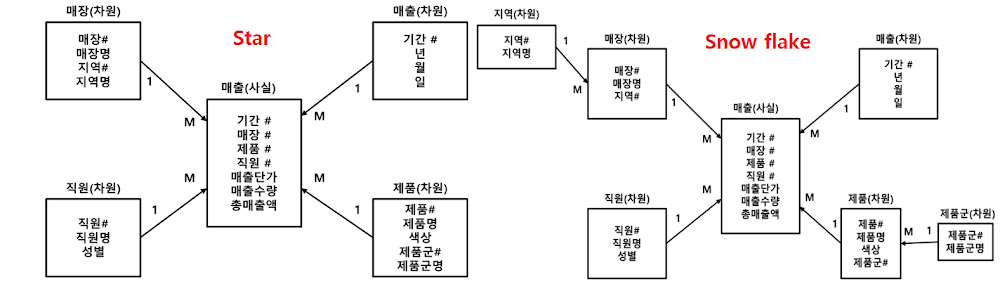 Star
매장(차원)
매장#
매장명
지역#
지역명
1
M
매출(차원)
기간 #
년
월
일
1
M
매출(사실)
기간 #
매장 #
제품 #
직원 #
매출단가
매출수량
총매출액
직원(차원)
직원#
직원명
성별
1
M
제품(차원)
제품#
제품명
색상
제품군#
제품군명
1
M
Snow flake
지역(차원)
지역#
지역명
1
M
매장(차원)
매장#
매장명
지역#
1
M
매출(차원)
기간 #
년
월
일
1
M
매출(사실)
기간 #
매장 #
제품 #
직원 #
매출단가
매출수량
총매출액
직원(차원)
직원#
직원명
성별
1
M
제품(차원)
제품#
제품명
색상
제품군#
1
M
제품군(차원)
제품군#
제품군명
1
M